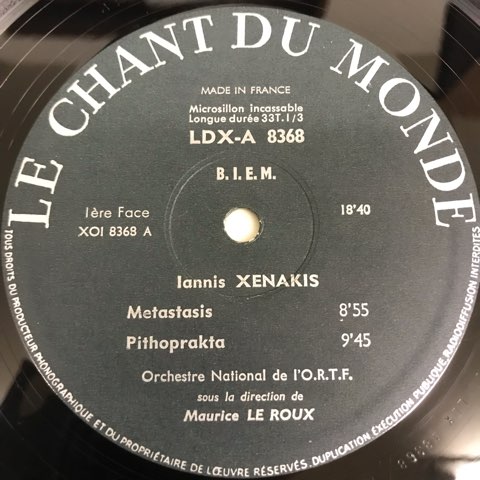 LE CHANT DU MONDE
MADE IN FRANCE
Microsillon incassable
Longue durée 33T.1/3
LDX-A 8368
B.I.E.M.
1ère Face 18'40
XOI 8368 A
Iannis XENAKIS
Metastasis 8'55
Pithoprakta 9'45
Orchestre National de l'O.R.T.F.
sous la direction de
Maurice LE ROUX
TOUS DROITS DU PRODUCTEUR PHONOGRAPHIQUE ET DU PROPRIÉTAIRE DE L'ŒUVRE RÉSERVÉS. DUPLICATION EXÉCUTION PUBLIQUE, RADIODIFFUSION INTERDITES